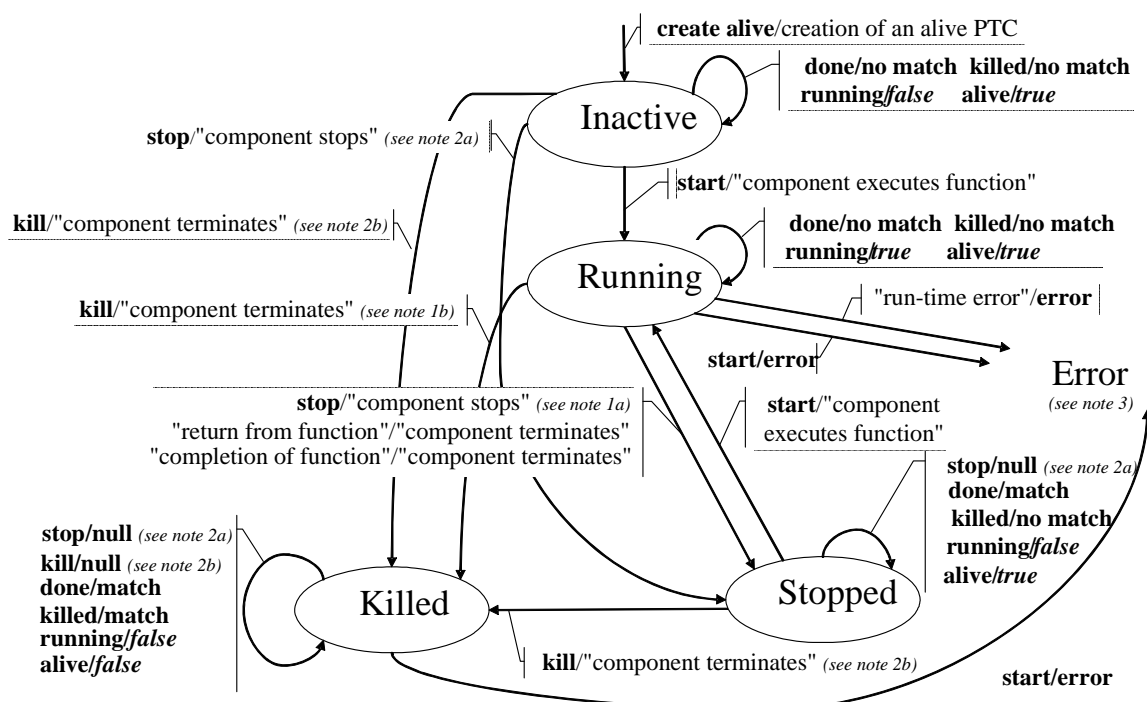 create alive/creation of an alive PTC
done/no match killed/no match
running/false alive/true
Inactive
stop/"component stops" (see note 2a)
start/"component executes function"
kill/"component terminates" (see note 2b)
done/no match killed/no match
running/true alive/true
Running
kill/"component terminates" (see note 1b)
"run-time error"/error
start/error
Error
(see note 3)
stop/"component stops" (see note 1a)
"return from function"/"component terminates"
"completion of function"/"component terminates"
start/"component
executes function"
stop/null (see note 2a)
done/match
killed/no match
running/false
alive/true
stop/null (see note 2a)
kill/null (see note 2b)
done/match
killed/match
running/false
alive/false
Killed
Stopped
kill/"component terminates" (see note 2b)
start/error